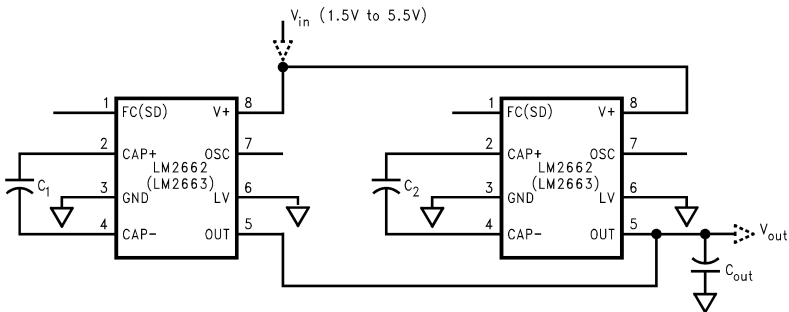 Vin (1.5V to 5.5V)
1 FC(SD) V+ 8
2 CAP+ OSC 7
LM2662
(LM2663)
3 GND LV 6
4 CAP- OUT 5
C1
1 FC(SD) V+ 8
2 CAP+ OSC 7
LM2662
(LM2663)
3 GND LV 6
4 CAP- OUT 5
C2
Vout
Cout